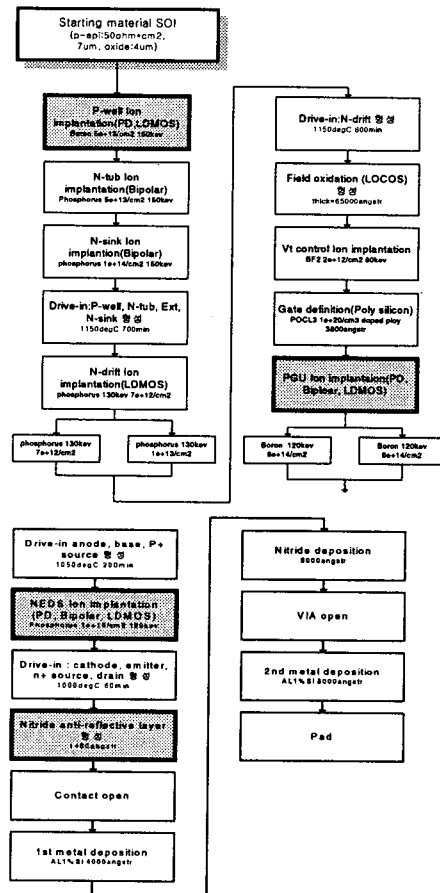 Starting material SOI
(p-epi:50ohm*cm2,
7um, oxide:4um)
P-well Ion
implantation(PD,LDMOS)
Boron 5e+13/cm2 150kev
N-tub Ion
implantation(Bipolar)
Phosphorus 5e+13/cm2 150kev
N-sink Ion
implantion(Bipolar)
phosphorus 1e+14/cm2 150kev
Drive-in:P-well, N-tub, Ext,
N-sink 형성
1150degC 700min
N-drift Ion
implantation(LDMOS)
phosphorus 130kev 7e+12/cm2
phosphorus 130kev
7e+12/cm2
phosphorus 130kev
1e+13/cm2
Drive-in:N-drift 형성
1150degC 600min
Field oxidation (LOCOS)
형성
thick=65000angstr
Vt control Ion implantation
BF2 2e+12/cm2 80kev
Gate definition(Poly silicon)
POCL3 1e+20/cm3 doped ploy
3800angstr
PGU Ion Implantaion(PD,
Biploer, LDMOS)
Boron 120kev
8e+14/cm2
Boron 120kev
8e+14/cm2
Drive-in anode, base, P+
source 형성
1050degC 200min
NEDS Ion Implantation
(PD, Bipolar, LDMOS)
Phosphorus
Drive-in : cathode, emitter,
n+ source, drain 형성
1000degC 60min
Nitride anti-reflective layer
형성
Contact open
1st metal deposition
AL1%Si 4000angstr
Nitride deposition
8000angstr
VIA open
2nd metal deposition
AL1%SI 8000angstr
Pad